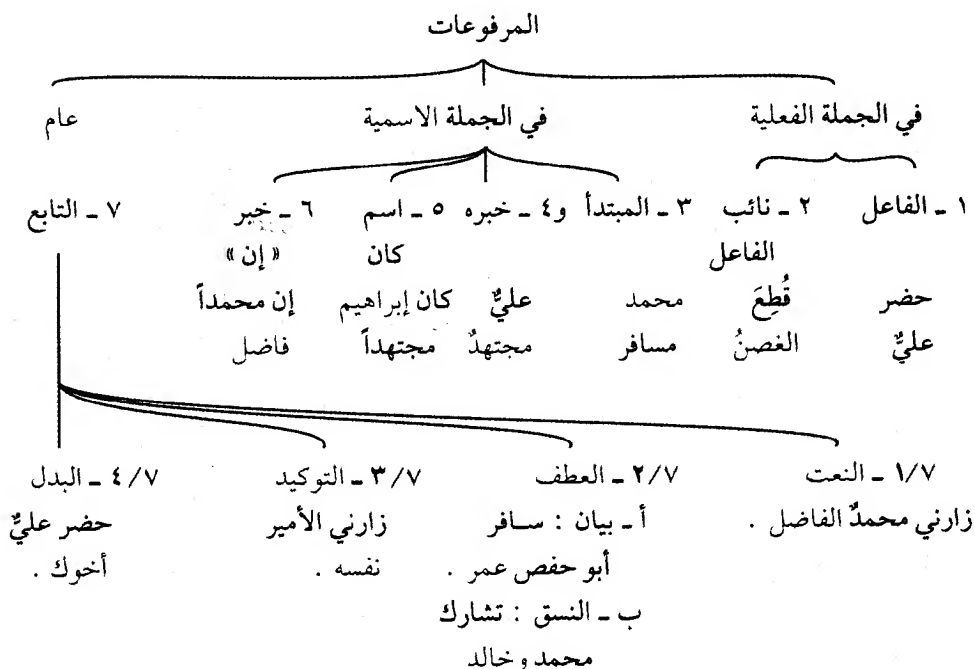 المرفوعات
في الجملة الفعلية في الجملة الاسمية عام
١ ـ الفاعل ٢ ـ نائب ٣ ـ المبتدأ و٤ ـ خبره ٥ ـ اسم ٦ ـ خبر ٧ ـ التابع
الفاعل كان « إن »
حضر قُطِعَ محمد عليٌّ كان إبراهيم إن محمداً
عليٌّ الغصنُ مسافر مجتهدٌ مجتهداً فاضل
١/٧ ـ النعت ٢/٧ ـ العطف ٣/٧ ـ التوكيد ٤/٧ ـ البدل
زارني محمدٌ الفاضل . أ ـ بيان : سافر زارني الأمير حضر عليٌّ
أبو حفص عمر . نفسه . أخوك .
ب ـ النسق : تشارك
محمد وخالد